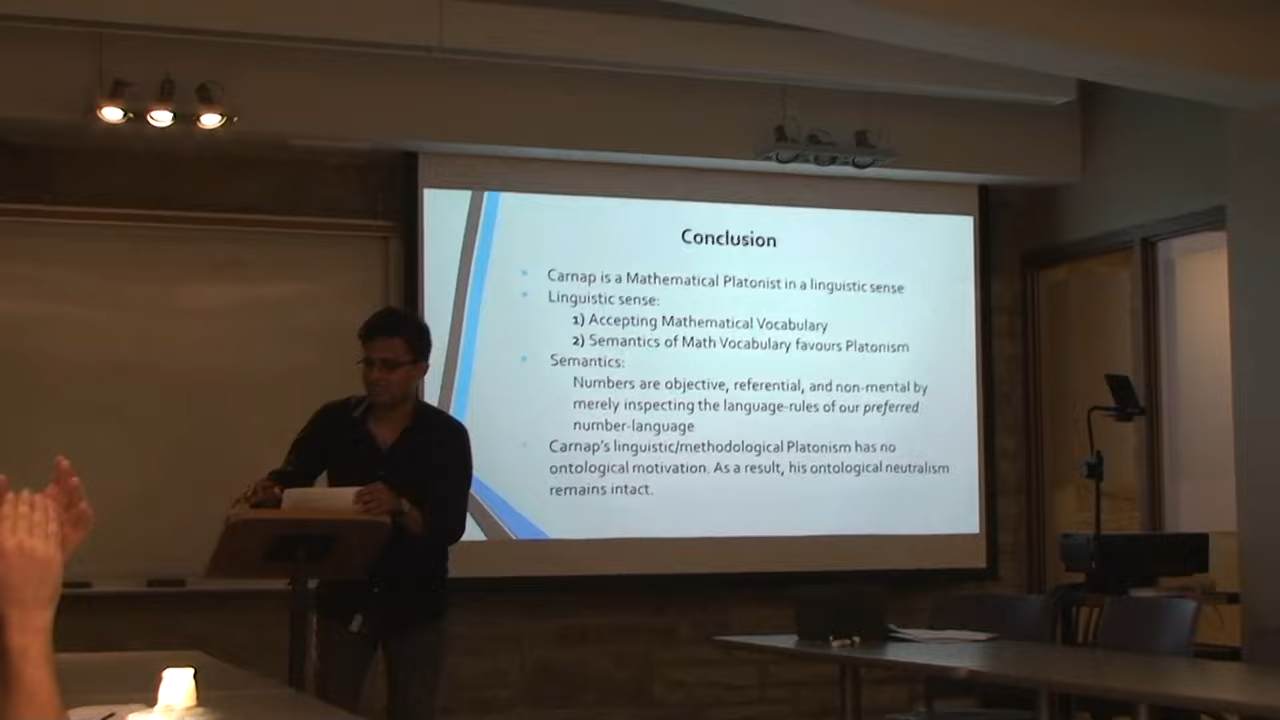 Conclusion
Carnap is a Mathematical Platonist in a linguistic sense
Linguistic sense:
1) Accepting Mathematical Vocabulary
2) Semantics of Math Vocabulary favours Platonism
Semantics:
Numbers are objective, referential, and non-mental by
merely inspecting the language-rules of our preferred
number-language
Carnap's linguistic/methodological Platonism has no
ontological motivation. As a result, his ontological neutralism
remains intact.